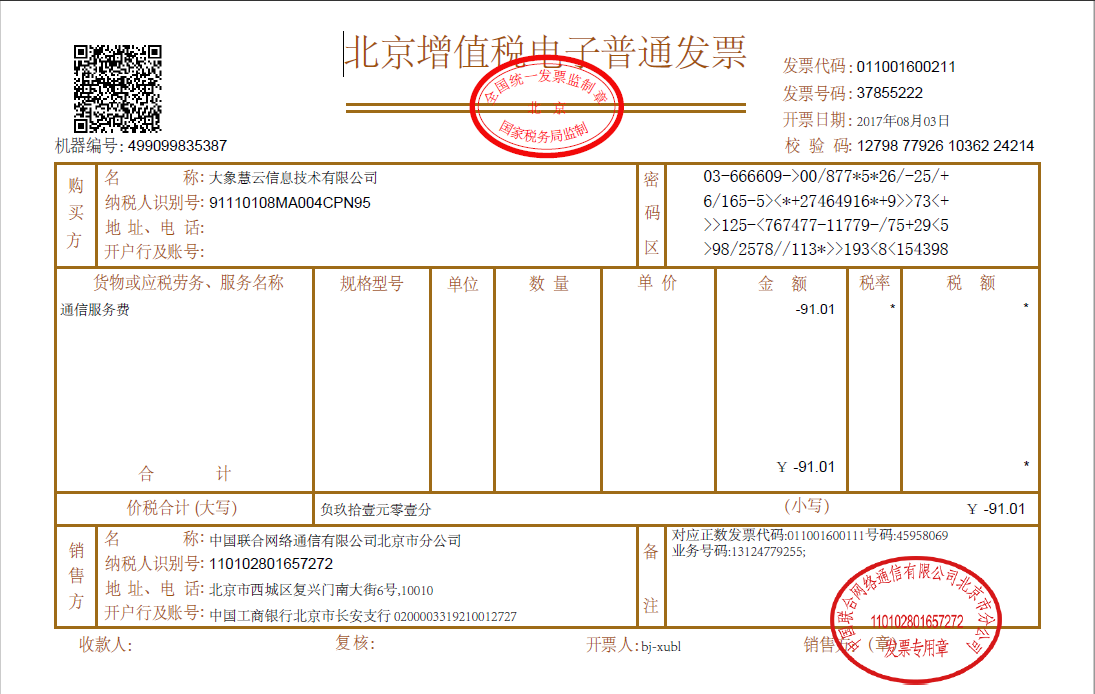 北京增值税电子普通发票
全国统一发票监制章
北 京
国家税务局监制
发票代码: 011001600211
发票号码: 37855222
开票日期: 2017年08月03日
校 验 码: 12798 77926 10362 24214
机器编号: 499099835387
购买方
名 称: 大象慧云信息技术有限公司
纳税人识别号: 91110108MA004CPN95
地 址、电 话:
开户行及账号:
密码区
03-666609->00/877*5*26/-25/+
6/165-5><*+27464916*+9>>73<+
>>125-<767477-11779-/75+29<5
>98/2578//113*>>193<8<154398
货物或应税劳务、服务名称 规格型号 单位 数 量 单 价 金 额 税率 税 额
通信服务费 -91.01 * *
合 计 ￥ -91.01 *
价税合计 (大写) 负玖拾壹元零壹分 (小写) ￥ -91.01
销售方
名 称: 中国联合网络通信有限公司北京市分公司
纳税人识别号: 110102801657272
地 址、电 话: 北京市西城区复兴门南大街6号,10010
开户行及账号: 中国工商银行北京市长安支行 0200003319210012727
备注
对应正数发票代码:011001600111号码:45958069
业务号码:13124779255;
收款人: 复核: 开票人: bj-xubl 销售方: (章)
中国联合网络通信有限公司北京市分公司
110102801657272
发票专用章